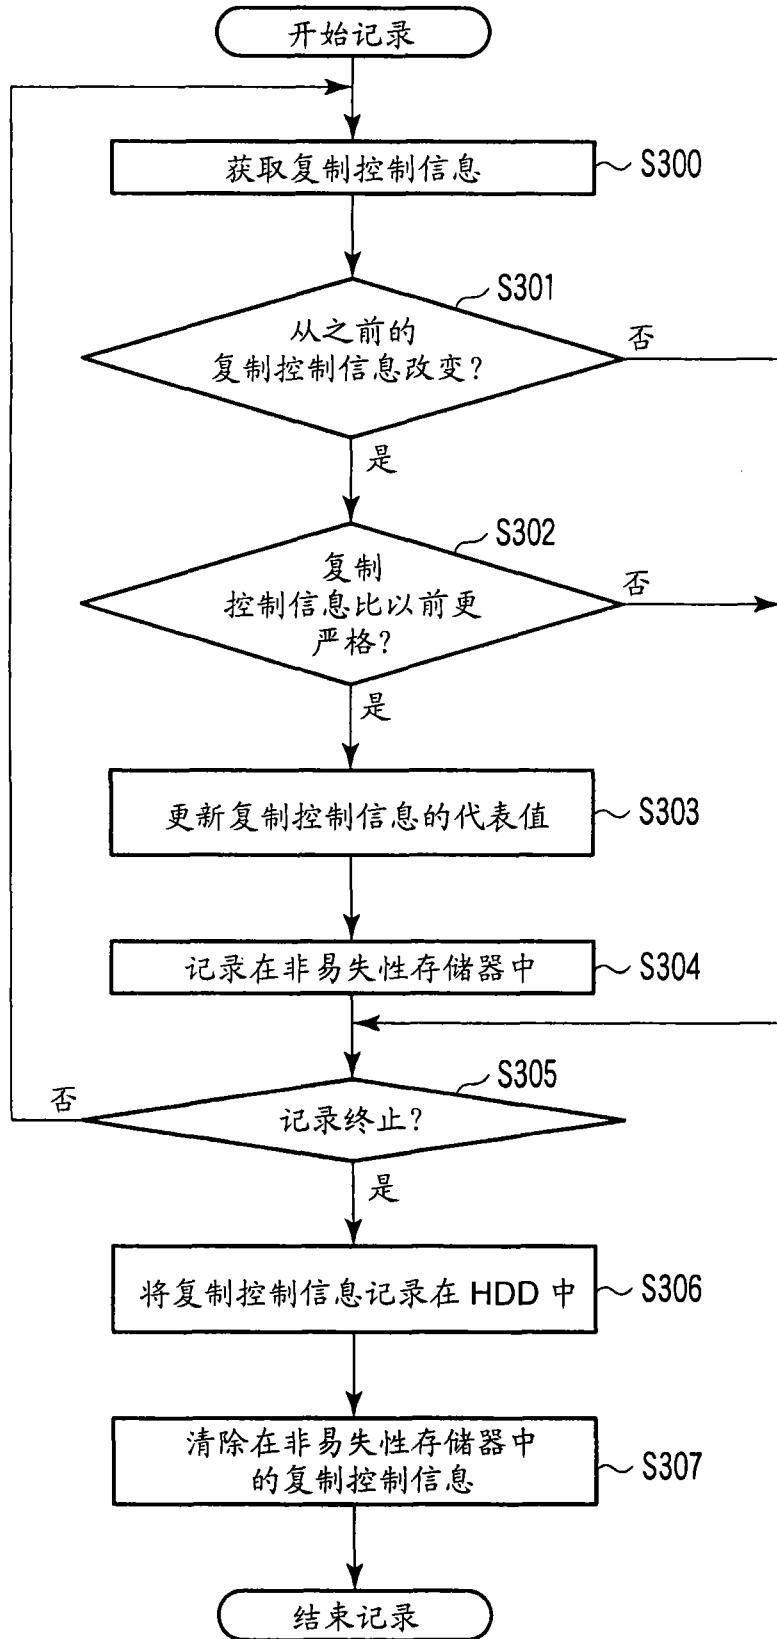 开始记录
获取复制控制信息
S300
S301
从之前的
复制控制信息改变？
否
是
S302
复制
控制信息比以前更
严格？
否
是
更新复制控制信息的代表值
S303
记录在非易失性存储器中
S304
S305
否
记录终止？
是
将复制控制信息记录在 HDD 中
S306
清除在非易失性存储器中
的复制控制信息
S307
结束记录